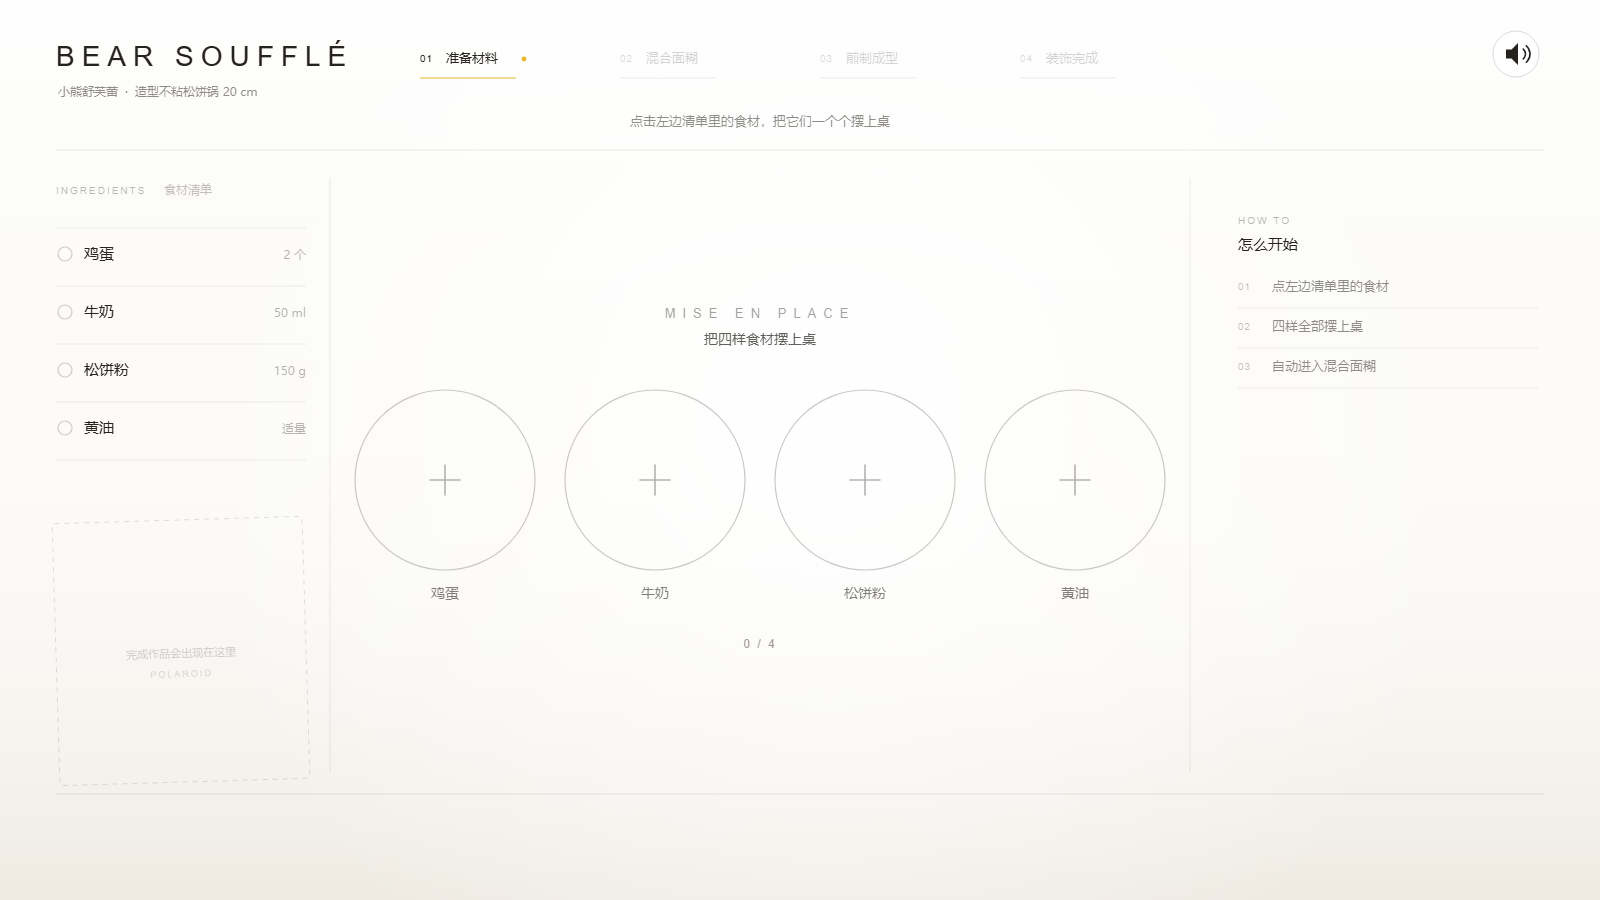 BEAR SOUFFLÉ
小熊舒芙蕾 · 造型不粘松饼锅 20 cm
01 准备材料
02 混合面糊
03 煎制成型
04 装饰完成
点击左边清单里的食材，把它们一个个摆上桌
INGREDIENTS 食材清单
鸡蛋 2 个
牛奶 50 ml
松饼粉 150 g
黄油 适量
完成作品会出现在这里
POLAROID
MISE EN PLACE
把四样食材摆上桌
鸡蛋
牛奶
松饼粉
黄油
0 / 4
HOW TO
怎么开始
01 点左边清单里的食材
02 四样全部摆上桌
03 自动进入混合面糊